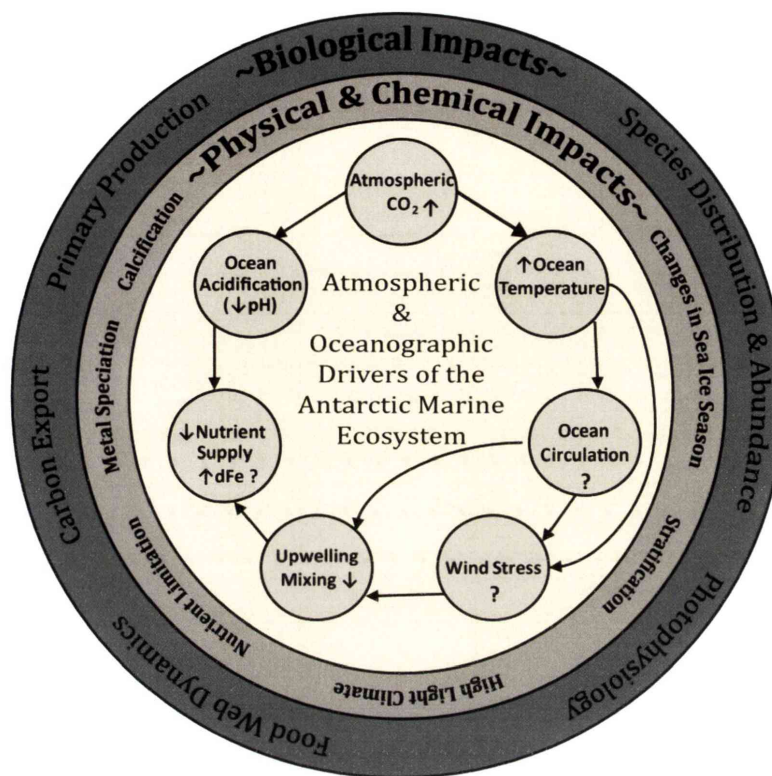 ~Biological Impacts~
Species Distribution & Abundance
Photophysiology
Food Web Dynamics
Carbon Export
Primary Production
~Physical & Chemical Impacts~
Changes in Sea Ice Season
Stratification
High Light Climate
Nutrient Limitation
Metal Speciation
Calcification
Atmospheric
CO₂ ↑
↑Ocean
Temperature
Ocean
Circulation
?
Wind Stress
?
Upwelling
Mixing ↓
↓Nutrient
Supply
↑dFe ?
Ocean
Acidification
(↓pH)
Atmospheric
&
Oceanographic
Drivers of the
Antarctic Marine
Ecosystem